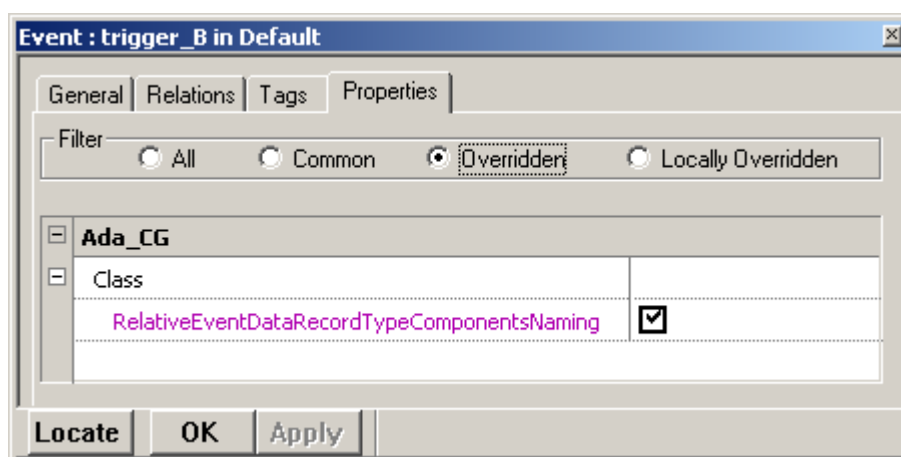 Event : trigger_B in Default
General Relations Tags Properties
Filter
All Common Overridden Locally Overridden
Ada_CG
Class
RelativeEventDataRecordTypeComponentsNaming
Locate OK Apply